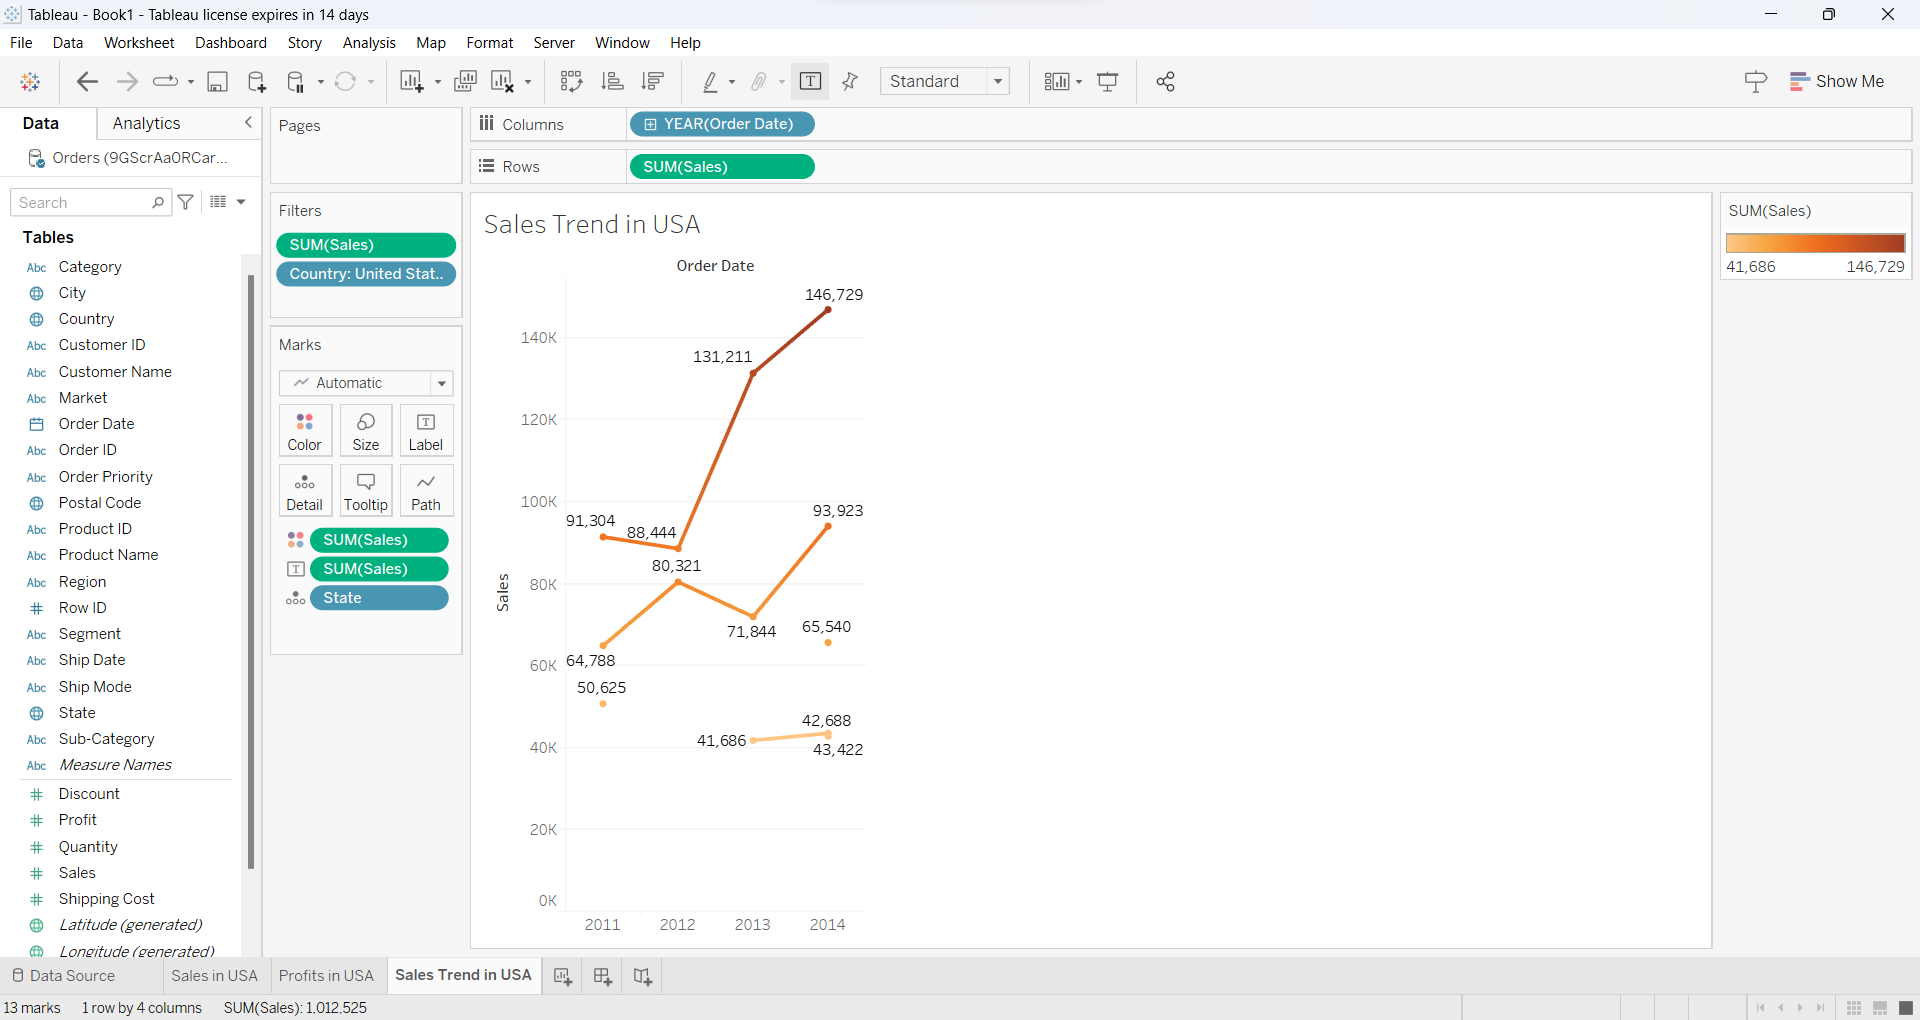 Tableau - Book1 - Tableau license expires in 14 days
File Data Worksheet Dashboard Story Analysis Map Format Server Window Help
Standard
Show Me
Data Analytics
Orders (9GScrAa0RCar...
Search
Tables
Abc Category
City
Country
Abc Customer ID
Abc Customer Name
Abc Market
Order Date
Abc Order ID
Abc Order Priority
Postal Code
Abc Product ID
Abc Product Name
Abc Region
# Row ID
Abc Segment
Abc Ship Date
Abc Ship Mode
State
Abc Sub-Category
Abc Measure Names
# Discount
# Profit
# Quantity
# Sales
# Shipping Cost
Latitude (generated)
Longitude (generated)
Pages
Filters
SUM(Sales)
Country: United Stat..
Marks
Automatic
Color Size Label
Detail Tooltip Path
SUM(Sales)
T SUM(Sales)
State
Columns YEAR(Order Date)
Rows SUM(Sales)
Sales Trend in USA
Order Date
146,729
140K
131,211
120K
100K
93,923
91,304
88,444
80,321
80K
Sales
71,844
65,540
60K
64,788
50,625
42,688
41,686
40K
43,422
20K
0K
2011 2012 2013 2014
SUM(Sales)
41,686 146,729
Data Source Sales in USA Profits in USA Sales Trend in USA
13 marks 1 row by 4 columns SUM(Sales): 1,012,525